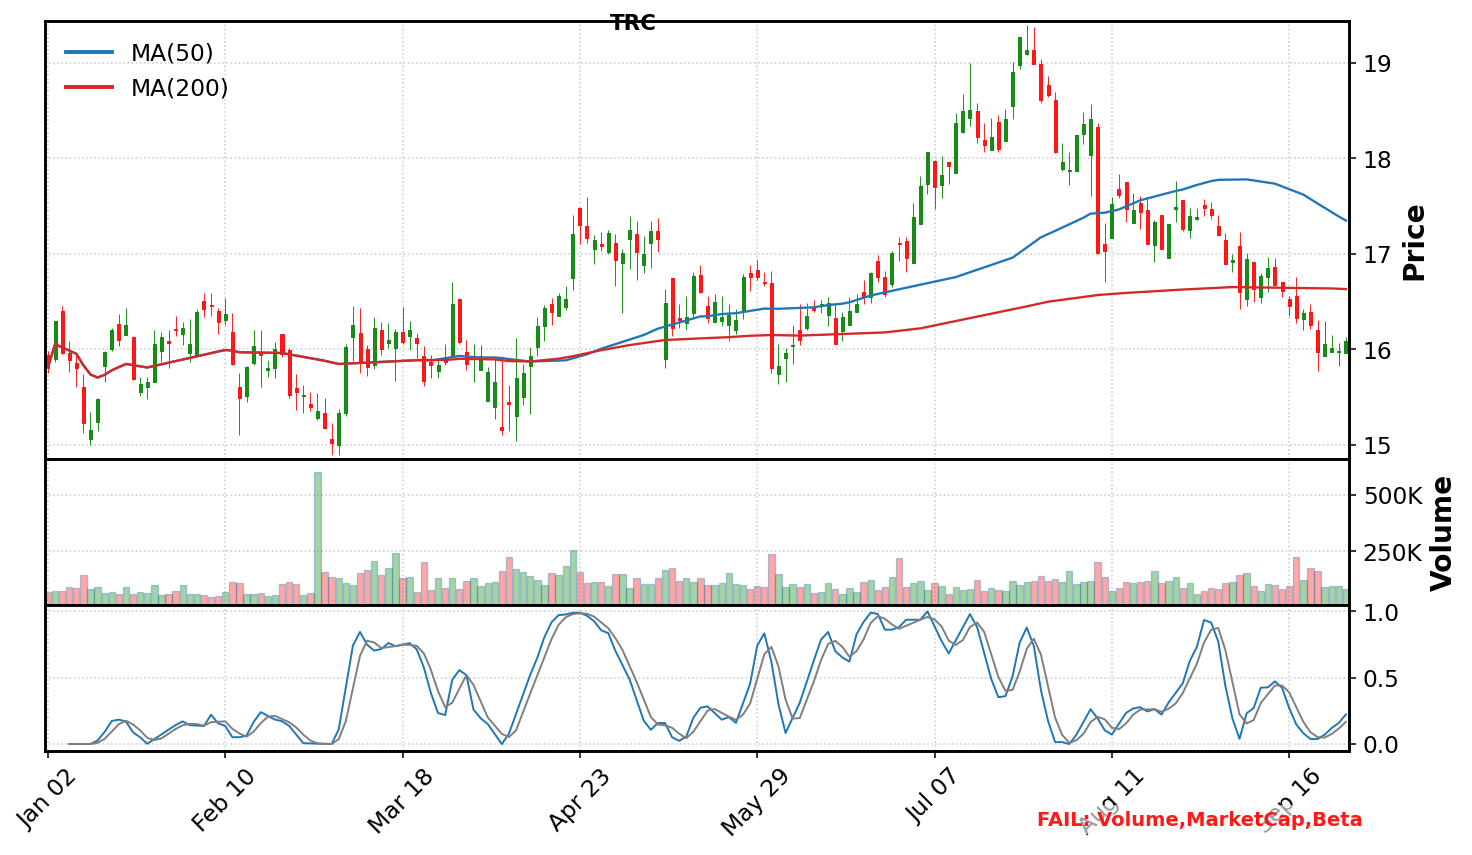 TRC
MA(50)
MA(200)
19
18
17
16
15
Price
500K
250K
Volume
1.0
0.5
0.0
Jan 02
Feb 10
Mar 18
Apr 23
May 29
Jul 07
Aug 11
Sep 16
FAIL: Volume,MarketCap,Beta